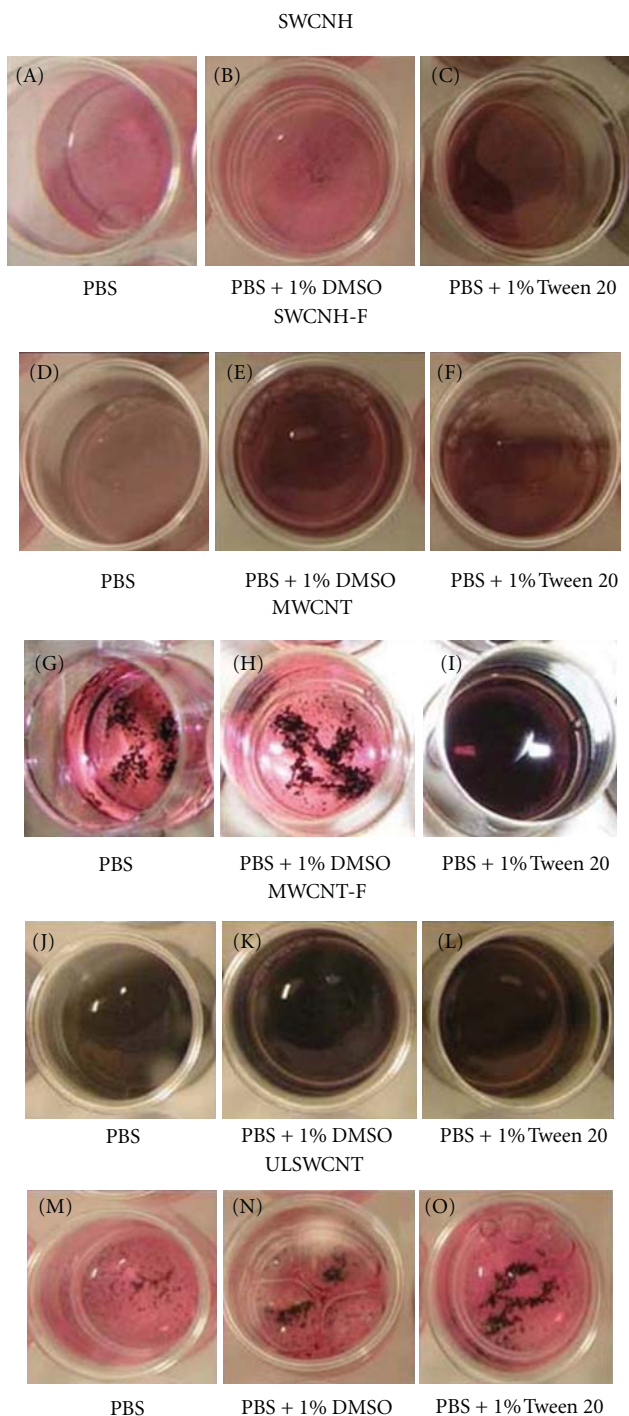 SWCNH
(A) (B) (C)
PBS PBS + 1% DMSO PBS + 1% Tween 20
SWCNH-F
(D) (E) (F)
PBS PBS + 1% DMSO PBS + 1% Tween 20
MWCNT
(G) (H) (I)
PBS PBS + 1% DMSO PBS + 1% Tween 20
MWCNT-F
(J) (K) (L)
PBS PBS + 1% DMSO PBS + 1% Tween 20
ULSWCNT
(M) (N) (O)
PBS PBS + 1% DMSO PBS + 1% Tween 20